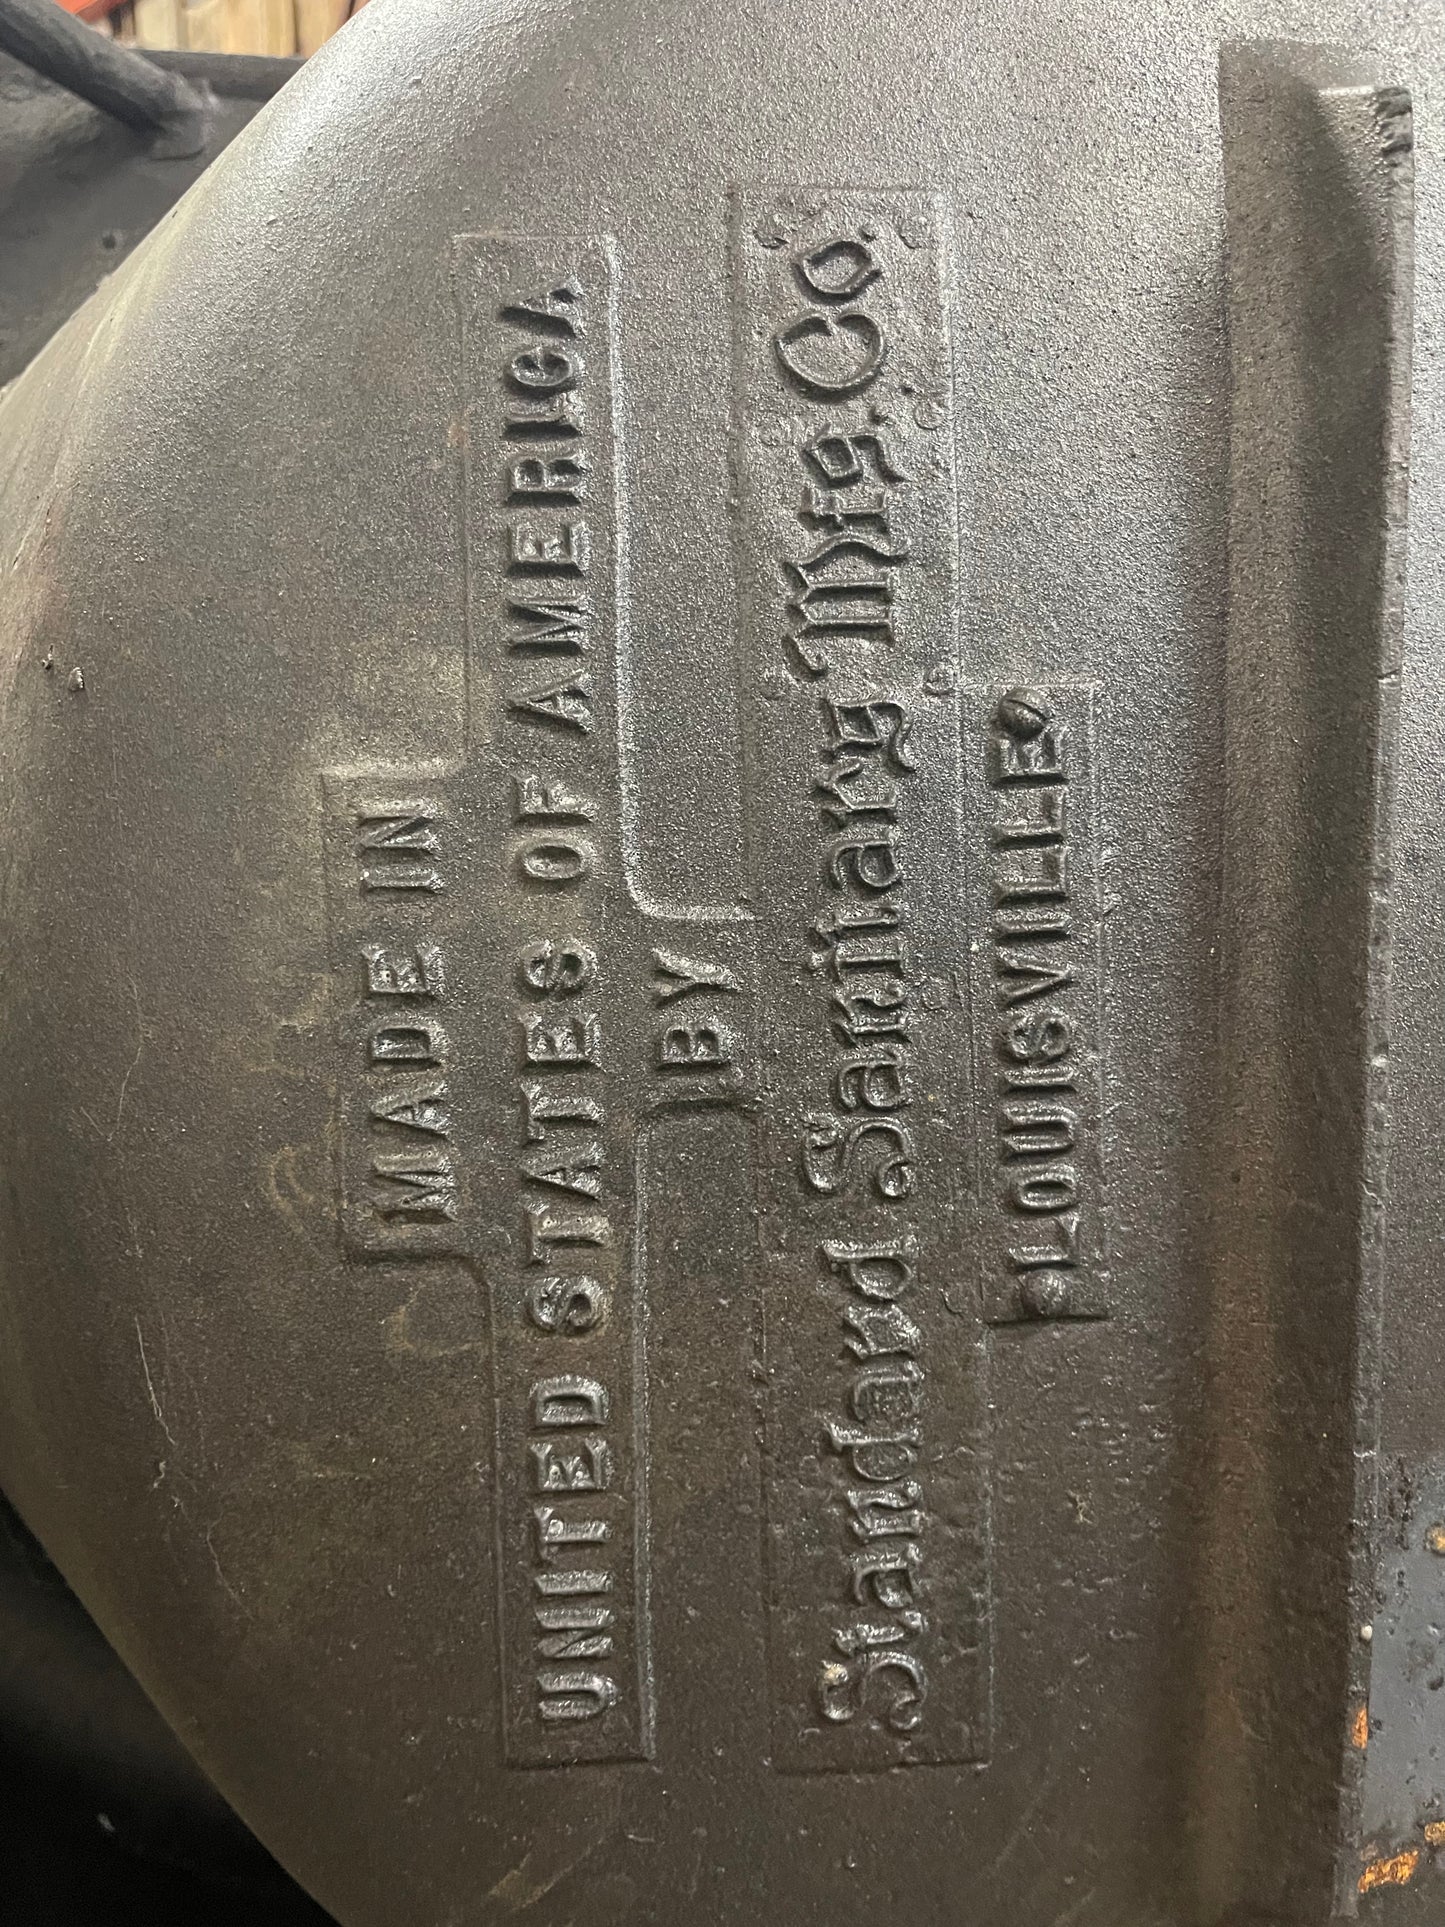 MADE IN
UNITED STATES OF AMERICA
BY
Standard Sanitary Mfg. Co.
LOUISVILLE